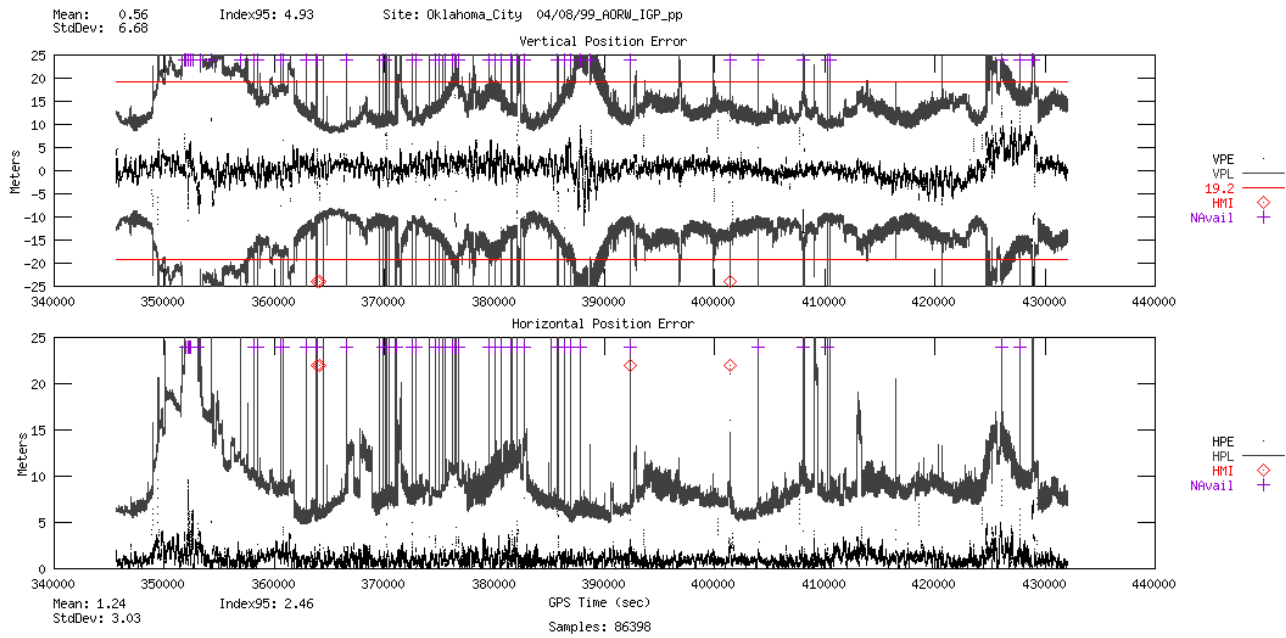 Mean: 0.56 Index95: 4.93 Site: Oklahoma_City 04/08/99_AORW_IGP_pp
StdDev: 6.68
Vertical Position Error
25
20
15
10
5
0
-5
-10
-15
-20
-25
Meters
340000 350000 360000 370000 380000 390000 400000 410000 420000 430000 440000
VPE
VPL
19.2
HMI
NAvail
Horizontal Position Error
25
20
15
10
5
0
Meters
340000 350000 360000 370000 380000 390000 400000 410000 420000 430000 440000
HPE
HPL
HMI
NAvail
Mean: 1.24 Index95: 2.46 GPS Time (sec)
StdDev: 3.03
Samples: 86398